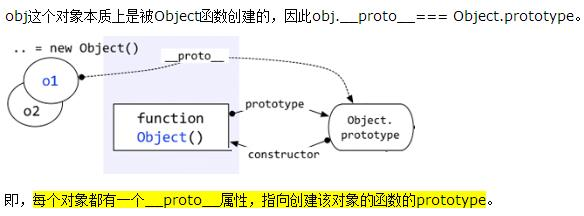 obj这个对象本质上是被Object函数创建的，因此obj.__proto__=== Object.prototype。
.. = new Object()
__proto__
o1
o2
prototype
function
Object()
Object.
prototype
constructor
即，每个对象都有一个__proto__属性，指向创建该对象的函数的prototype。